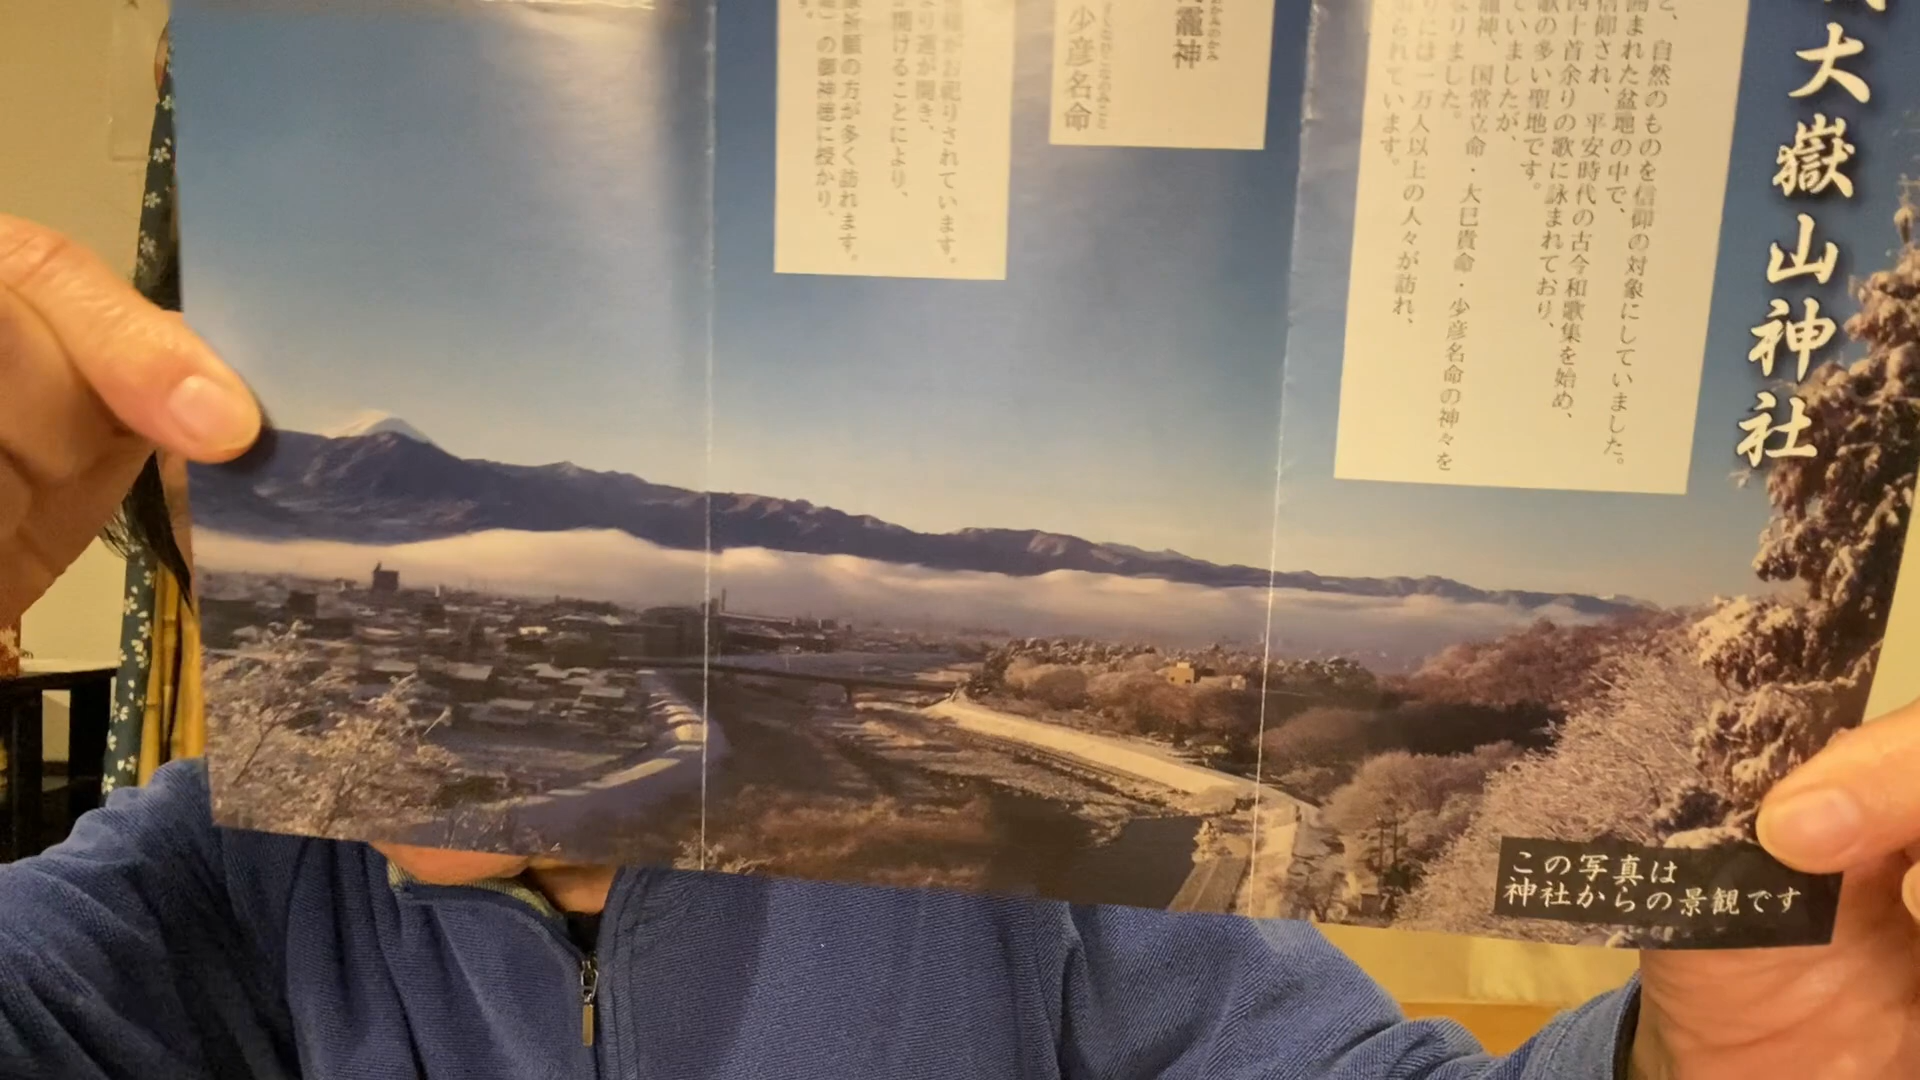 大嶽山神社
自然のものを信仰の対象にしていました。
囲まれた盆地の中で、
信仰され、平安時代の古今和歌集を始め、
四十首余りの歌に詠まれており、
歌の多い聖地です。
ていましたが、
龗神、国常立命・大巳貴命・少彦名命の神々を
なりました。
りには一万人以上の人々が訪れ、
られています。
龗神
少彦名命
お祀りされています。
より運が開き、
開けることにより、
祈願の方が多く訪れます。
の御神徳に授かり、
この写真は
神社からの景観です